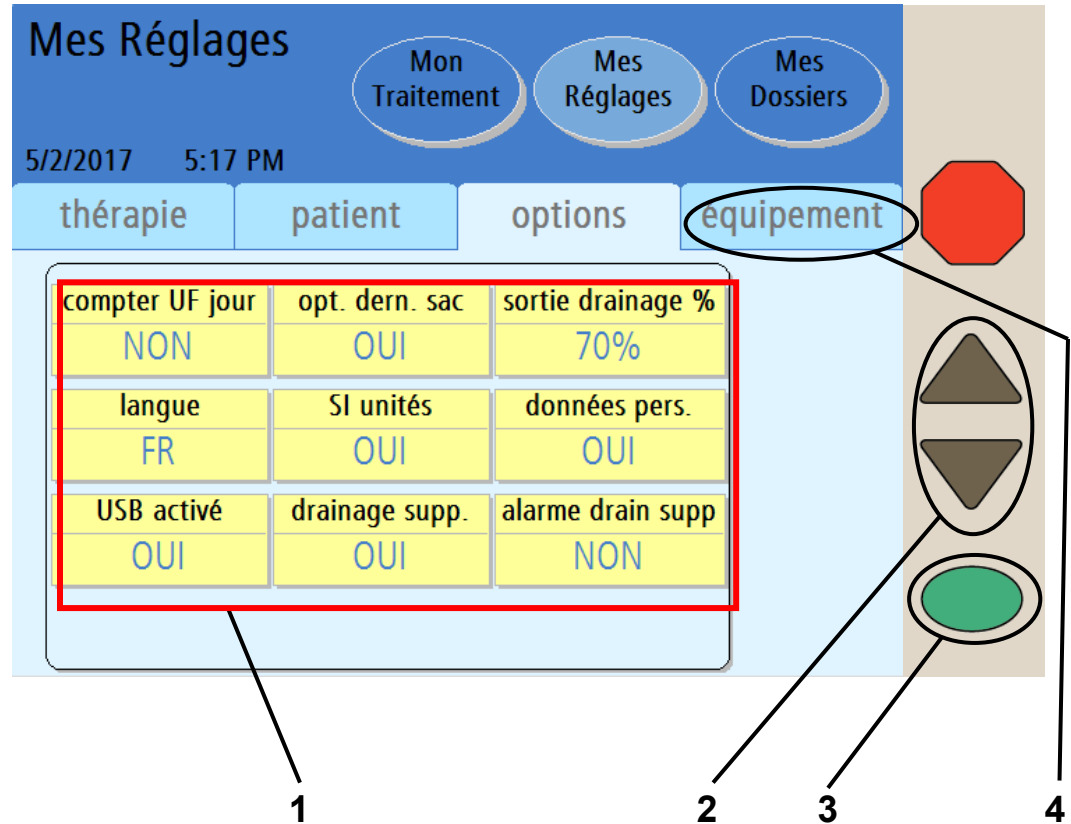 Mes Réglages
Mon
Traitement
Mes
Réglages
Mes
Dossiers
5/2/2017 5:17 PM
thérapie patient options équipement
compter UF jour opt. dern. sac sortie drainage %
NON OUI 70%
langue SI unités données pers.
FR OUI OUI
USB activé drainage supp. alarme drain supp
OUI OUI NON
1 2 3 4